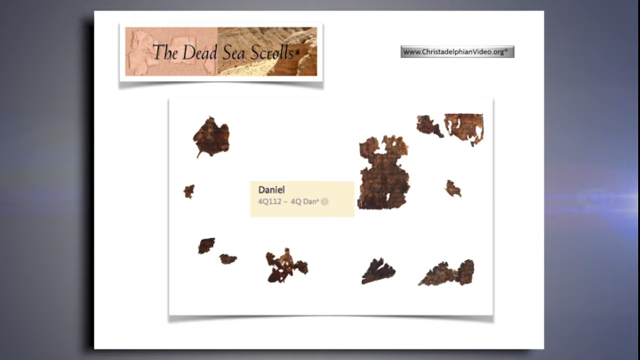 The Dead Sea Scrolls
www.ChristadelphianVideo.org
Daniel
4Q112 – 4Q Danª